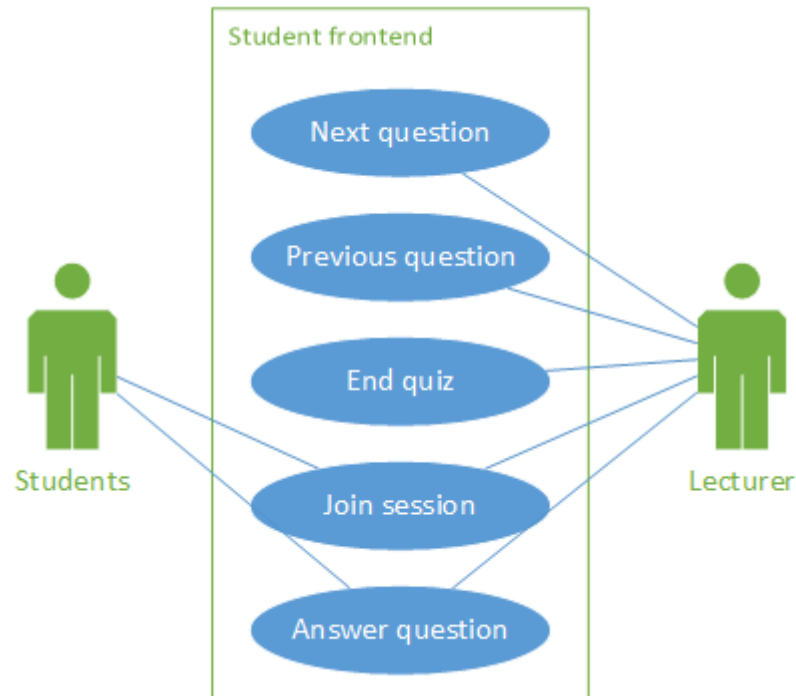 Student frontend
Next question
Previous question
End quiz
Students
Lecturer
Join session
Answer question